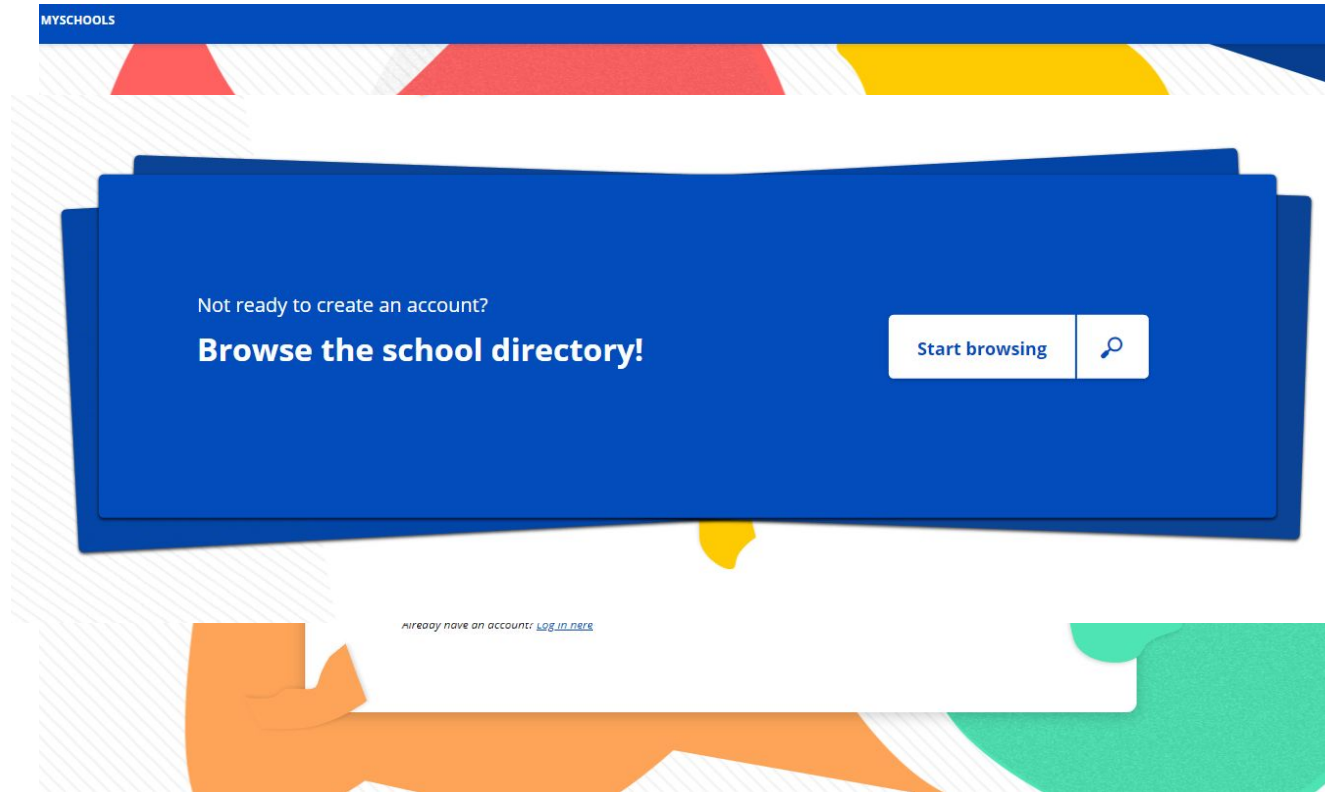 MYSCHOOLS
Not ready to create an account?
Browse the school directory!
Start browsing
Already have an account? Log in here